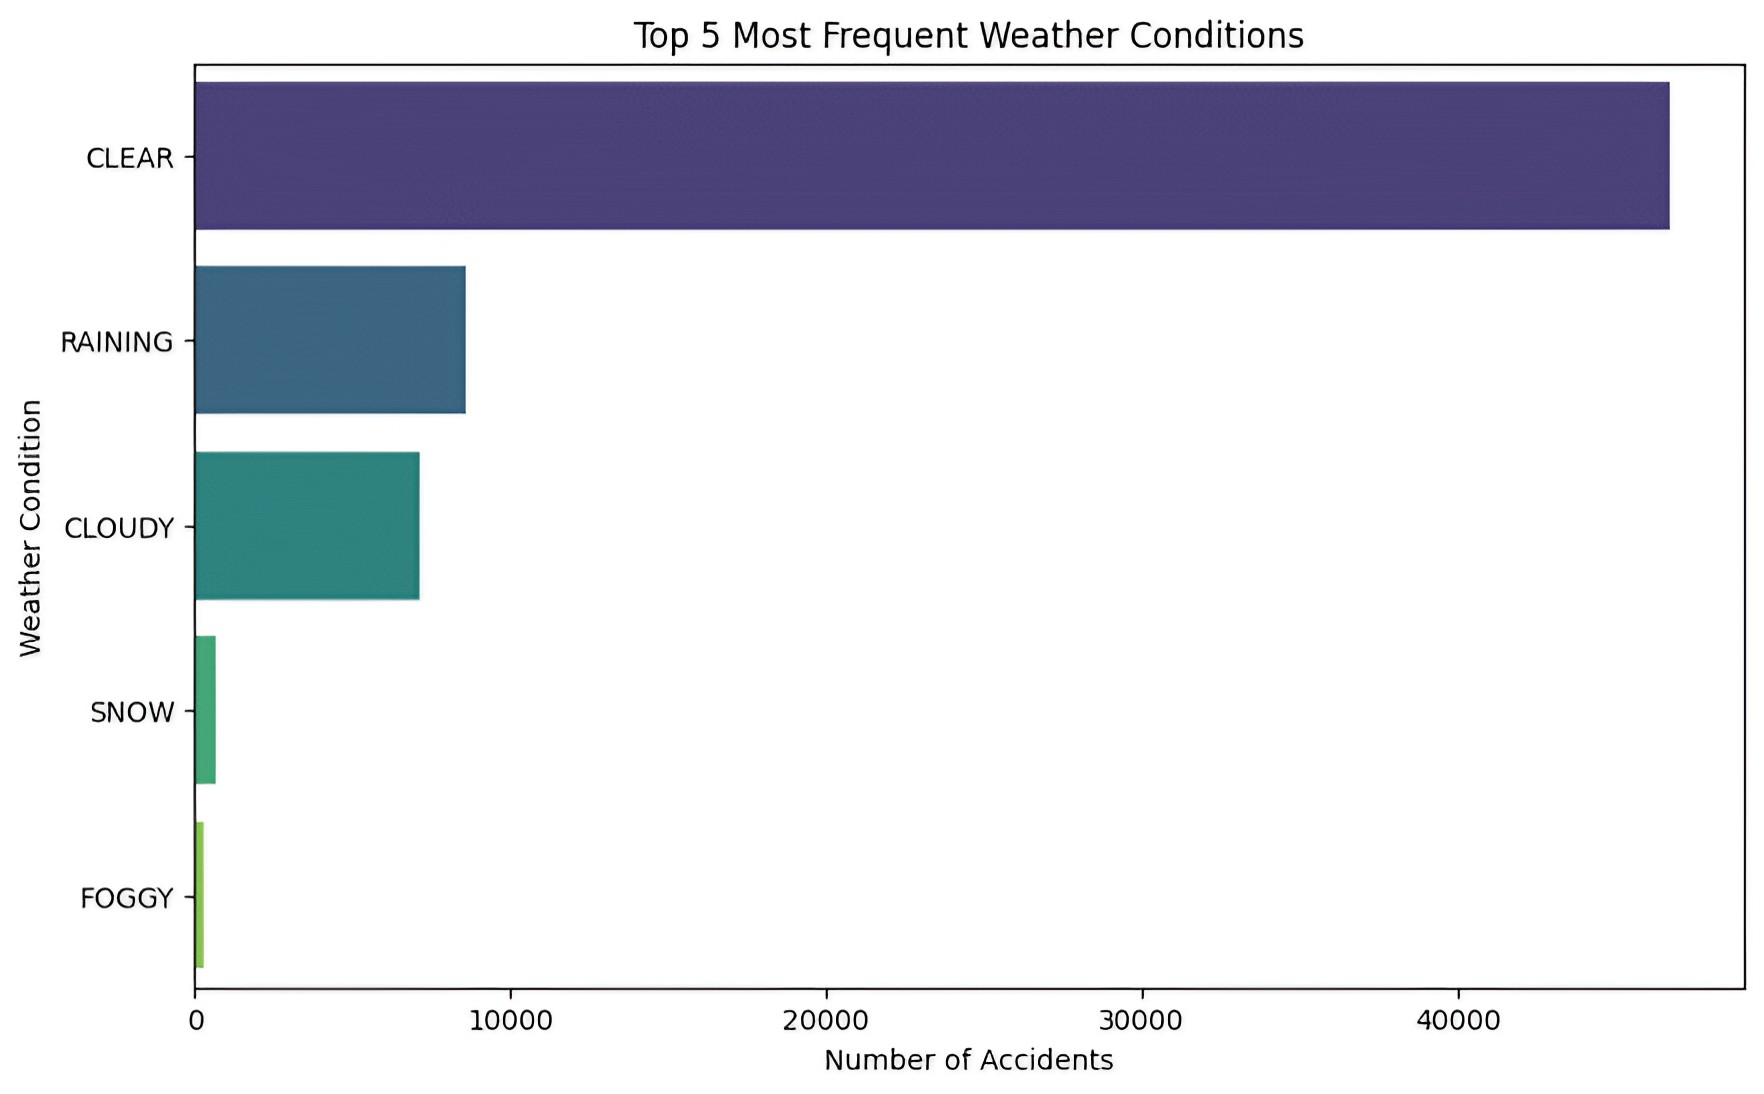 Top 5 Most Frequent Weather Conditions
Weather Condition
CLEAR
RAINING
CLOUDY
SNOW
FOGGY
0 10000 20000 30000 40000
Number of Accidents